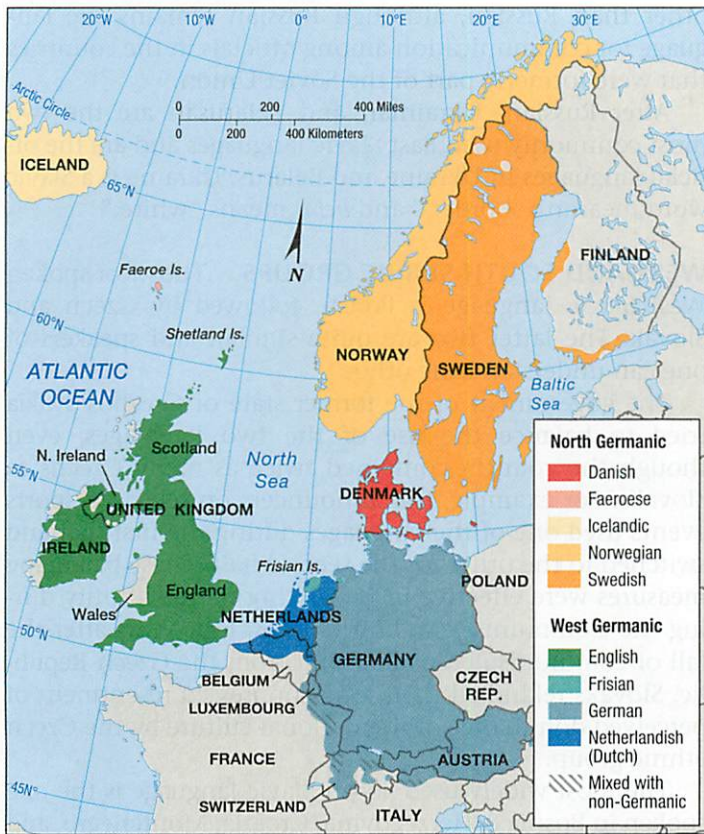 20°W
10°W
0°
10°E
20°E
30°E
Arctic Circle
0 200 400 Miles
0 200 400 Kilometers
ICELAND
65°N
N
Faeroe Is.
FINLAND
60°N
Shetland Is.
NORWAY
SWEDEN
ATLANTIC
OCEAN
Baltic
Sea
Scotland
55°N
N. Ireland
North
Sea
DENMARK
UNITED KINGDOM
IRELAND
Frisian Is.
POLAND
England
Wales
NETHERLANDS
50°N
GERMANY
BELGIUM
LUXEMBOURG
CZECH
REP.
FRANCE
AUSTRIA
45°N
SWITZERLAND
ITALY
North Germanic
Danish
Faeroese
Icelandic
Norwegian
Swedish
West Germanic
English
Frisian
German
Netherlandish
(Dutch)
Mixed with
non-Germanic